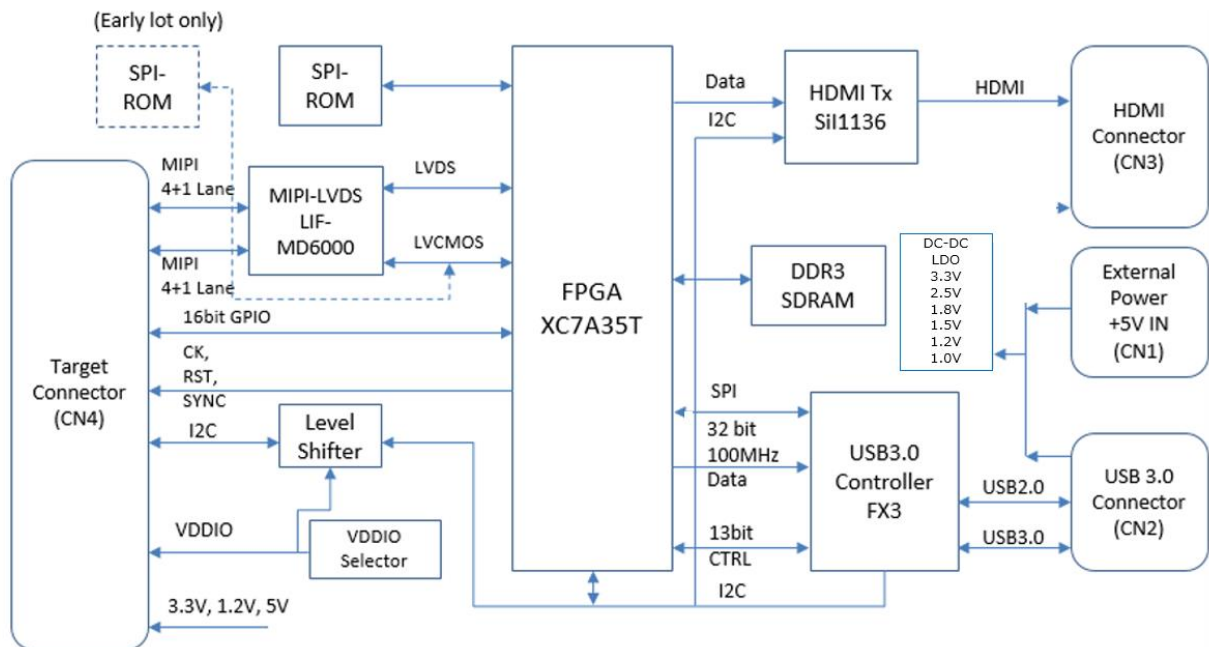 (Early lot only)
SPI-
ROM
SPI-
ROM
MIPI
4+1 Lane
MIPI-LVDS
LIF-
MD6000
MIPI
4+1 Lane
LVDS
LVCMOS
16bit GPIO
CK,
RST,
SYNC
Target
Connector
(CN4)
I2C
Level
Shifter
VDDIO
VDDIO
Selector
3.3V, 1.2V, 5V
FPGA
XC7A35T
Data
I2C
HDMI Tx
SiI1136
HDMI
HDMI
Connector
(CN3)
DDR3
SDRAM
DC-DC
LDO
3.3V
2.5V
1.8V
1.5V
1.2V
1.0V
External
Power
+5V IN
(CN1)
SPI
32 bit
100MHz
Data
13bit
CTRL
I2C
USB3.0
Controller
FX3
USB2.0
USB3.0
USB 3.0
Connector
(CN2)